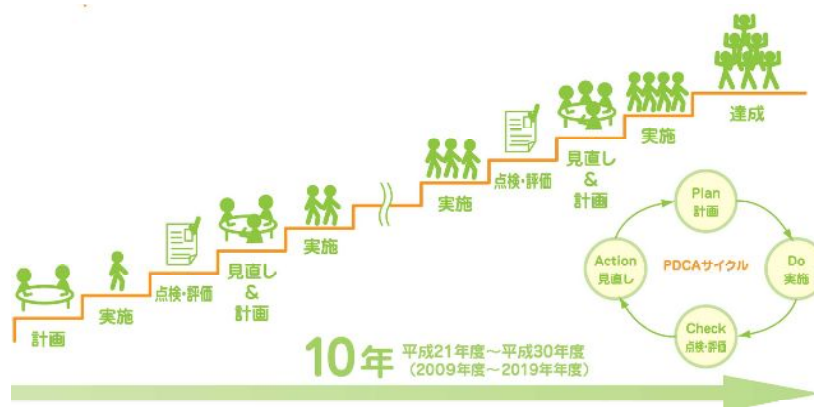 計画
実施
点検・評価
見直し
&
計画
実施
実施
点検・評価
見直し
&
計画
実施
達成
Plan
計画
Do
実施
Check
点検・評価
Action
見直し
PDCAサイクル
10年
平成21年度～平成30年度
（2009年度～2019年年度）